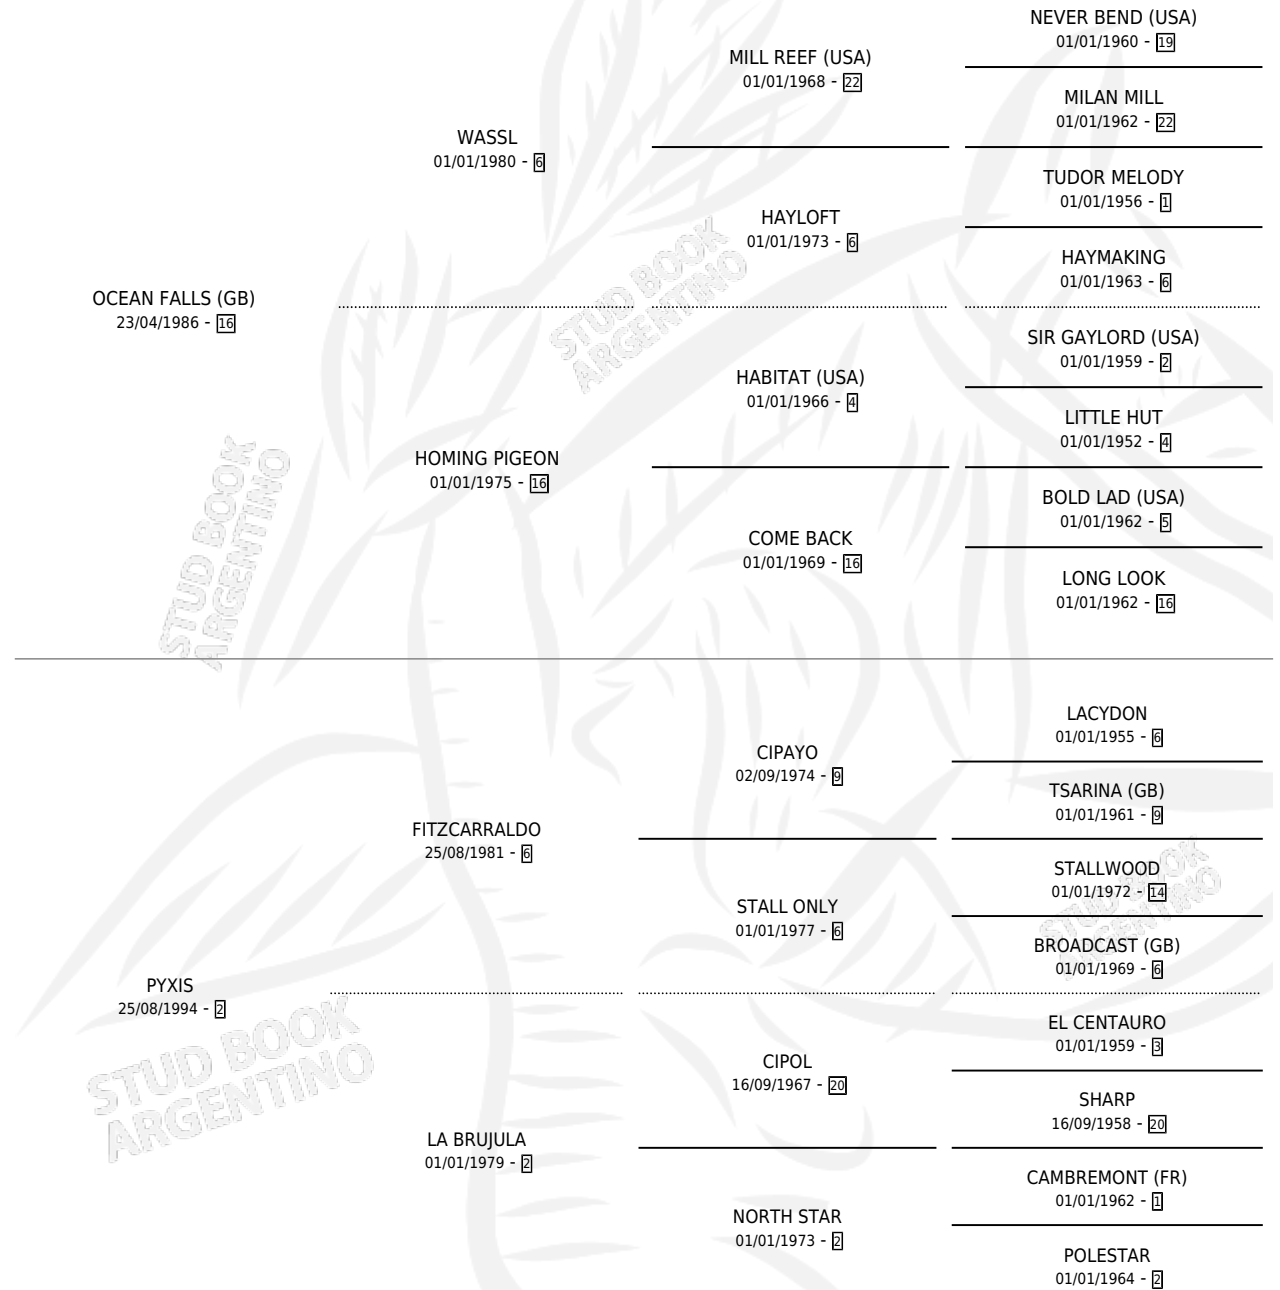 NEVER BEND (USA)
01/01/1960 - 19
MILL REEF (USA)
01/01/1968 - 22
MILAN MILL
01/01/1962 - 22
WASSL
01/01/1980 - 6
TUDOR MELODY
01/01/1956 - 1
HAYLOFT
01/01/1973 - 6
HAYMAKING
01/01/1963 - 6
OCEAN FALLS (GB)
23/04/1986 - 16
SIR GAYLORD (USA)
01/01/1959 - 2
HABITAT (USA)
01/01/1966 - 4
LITTLE HUT
01/01/1952 - 4
HOMING PIGEON
01/01/1975 - 16
BOLD LAD (USA)
01/01/1962 - 5
COME BACK
01/01/1969 - 16
LONG LOOK
01/01/1962 - 16
LACYDON
01/01/1955 - 6
CIPAYO
02/09/1974 - 9
TSARINA (GB)
01/01/1961 - 9
FITZCARRALDO
25/08/1981 - 6
STALLWOOD
01/01/1972 - 14
STALL ONLY
01/01/1977 - 6
BROADCAST (GB)
01/01/1969 - 6
PYXIS
25/08/1994 - 2
EL CENTAURO
01/01/1959 - 3
CIPOL
16/09/1967 - 20
SHARP
16/09/1958 - 20
LA BRUJULA
01/01/1979 - 2
CAMBREMONT (FR)
01/01/1962 - 1
NORTH STAR
01/01/1973 - 2
POLESTAR
01/01/1964 - 2
STUD BOOK
ARGENTINO
STUD BOOK
ARGENTINO
STUD BOOK
ARGENTINO
STUD BOOK
ARGENTINO